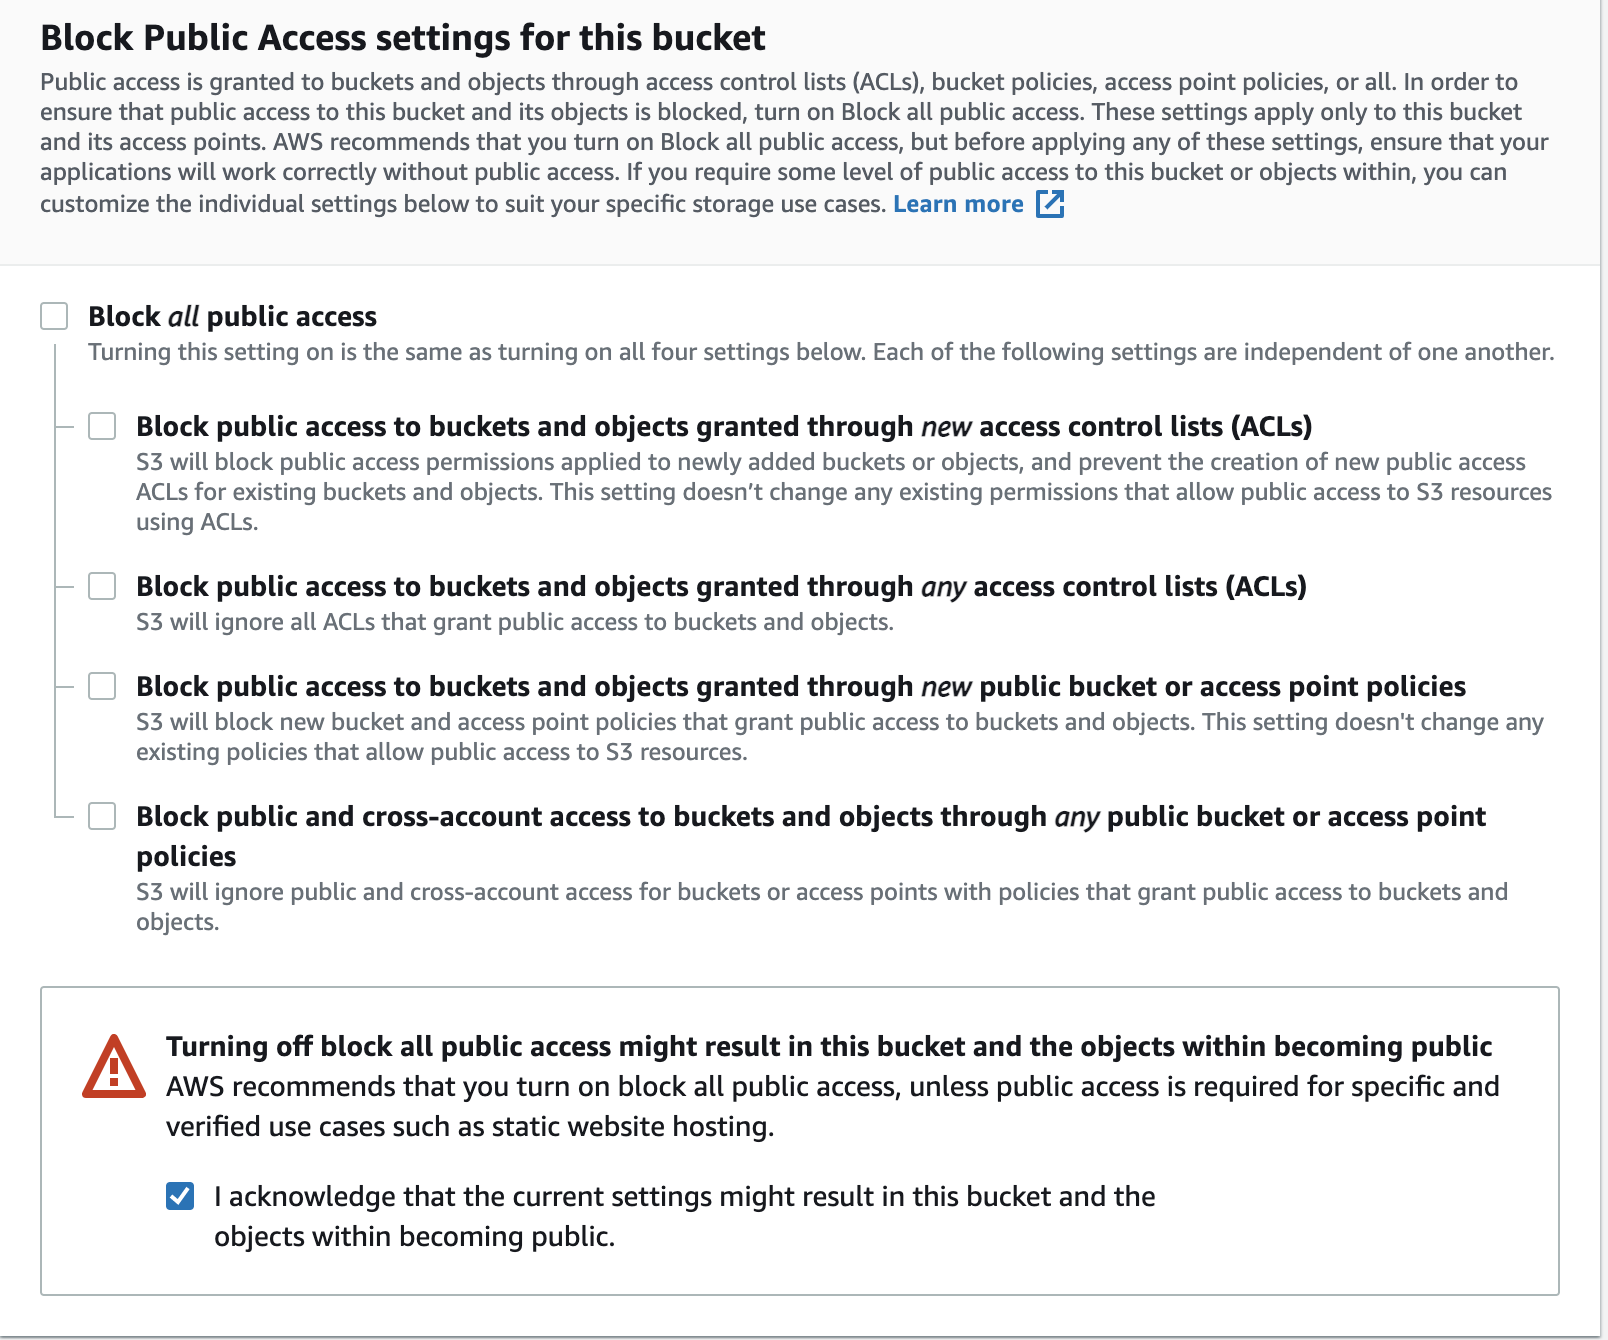 Block Public Access settings for this bucket
Public access is granted to buckets and objects through access control lists (ACLs), bucket policies, access point policies, or all. In order to
ensure that public access to this bucket and its objects is blocked, turn on Block all public access. These settings apply only to this bucket
and its access points. AWS recommends that you turn on Block all public access, but before applying any of these settings, ensure that your
applications will work correctly without public access. If you require some level of public access to this bucket or objects within, you can
customize the individual settings below to suit your specific storage use cases. Learn more
Block all public access
Turning this setting on is the same as turning on all four settings below. Each of the following settings are independent of one another.
Block public access to buckets and objects granted through new access control lists (ACLs)
S3 will block public access permissions applied to newly added buckets or objects, and prevent the creation of new public access
ACLs for existing buckets and objects. This setting doesn’t change any existing permissions that allow public access to S3 resources
using ACLs.
Block public access to buckets and objects granted through any access control lists (ACLs)
S3 will ignore all ACLs that grant public access to buckets and objects.
Block public access to buckets and objects granted through new public bucket or access point policies
S3 will block new bucket and access point policies that grant public access to buckets and objects. This setting doesn't change any
existing policies that allow public access to S3 resources.
Block public and cross-account access to buckets and objects through any public bucket or access point
policies
S3 will ignore public and cross-account access for buckets or access points with policies that grant public access to buckets and
objects.
Turning off block all public access might result in this bucket and the objects within becoming public
AWS recommends that you turn on block all public access, unless public access is required for specific and
verified use cases such as static website hosting.
I acknowledge that the current settings might result in this bucket and the
objects within becoming public.